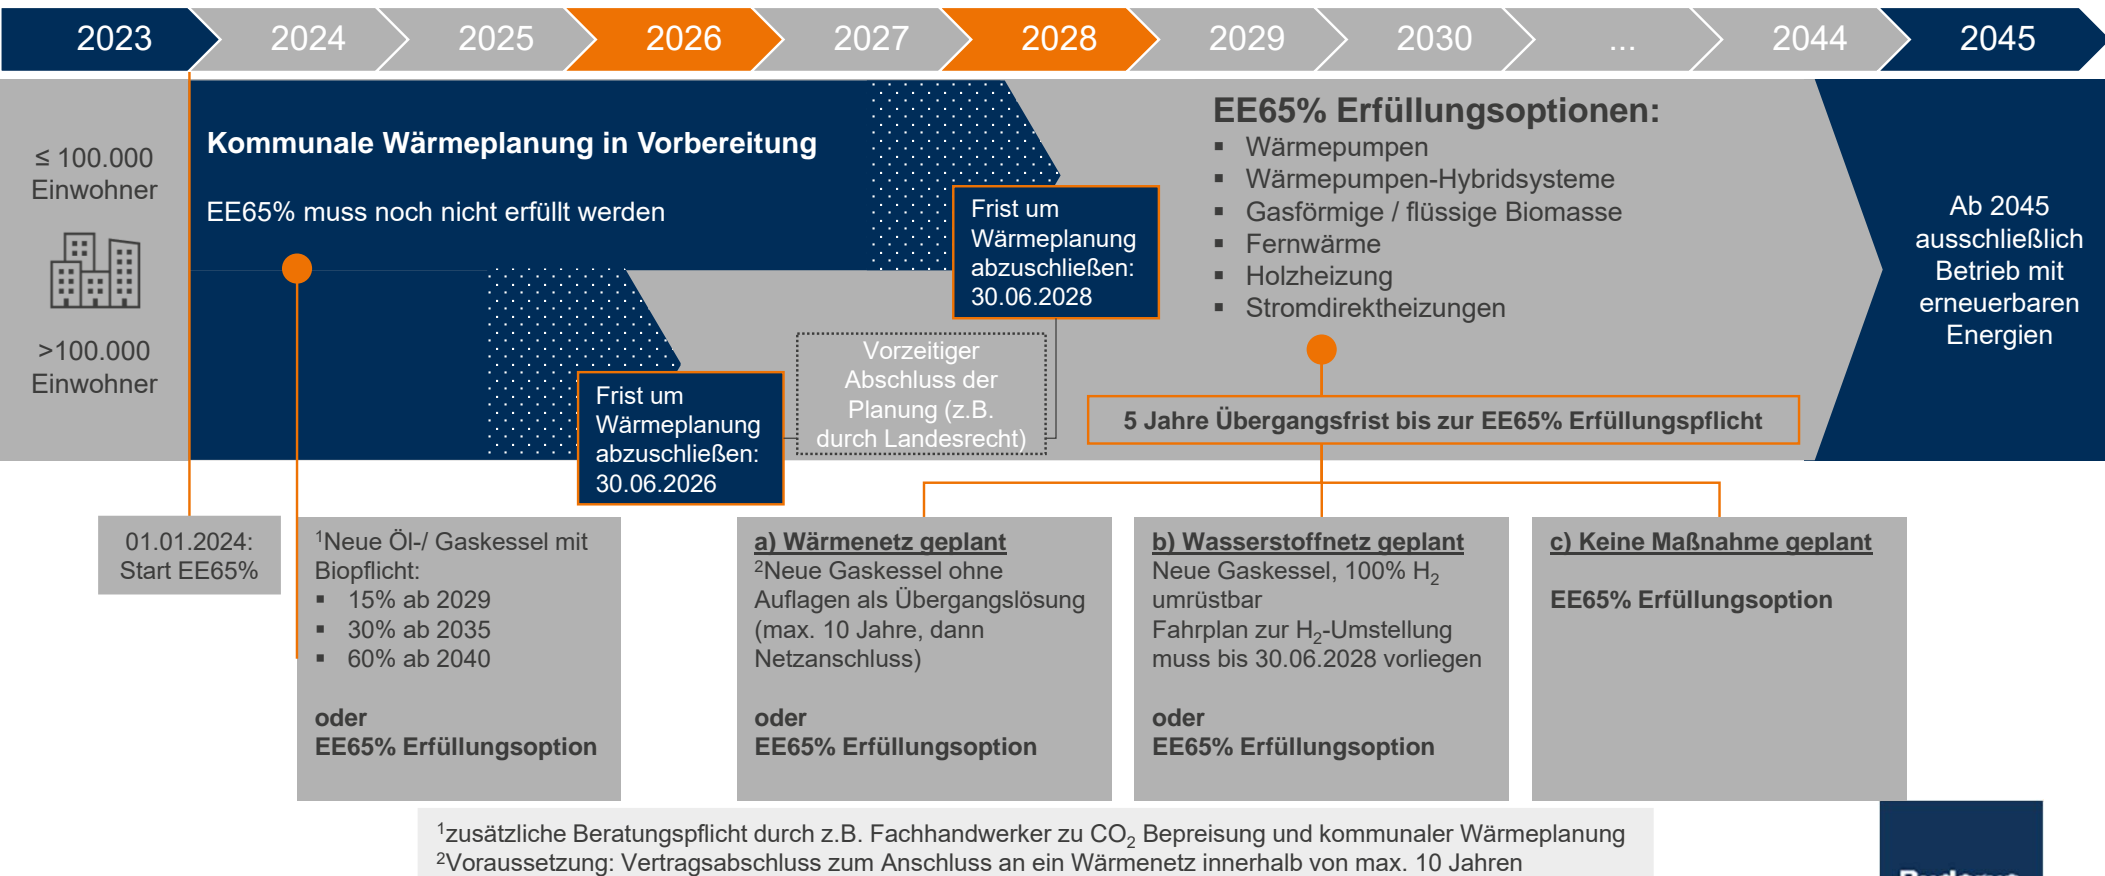 2023
2024
2025
2026
2027
2028
2029
2030
...
2044
2045
≤ 100.000
Einwohner
>100.000
Einwohner
Kommunale Wärmeplanung in Vorbereitung
EE65% muss noch nicht erfüllt werden
Frist um
Wärmeplanung
abzuschließen:
30.06.2028
Frist um
Wärmeplanung
abzuschließen:
30.06.2026
Vorzeitiger
Abschluss der
Planung (z.B.
durch Landesrecht)
EE65% Erfüllungsoptionen:
▪ Wärmepumpen
▪ Wärmepumpen-Hybridsysteme
▪ Gasförmige / flüssige Biomasse
▪ Fernwärme
▪ Holzheizung
▪ Stromdirektheizungen
5 Jahre Übergangsfrist bis zur EE65% Erfüllungspflicht
Ab 2045
ausschließlich
Betrieb mit
erneuerbaren
Energien
01.01.2024:
Start EE65%
¹Neue Öl-/ Gaskessel mit
Biopflicht:
▪ 15% ab 2029
▪ 30% ab 2035
▪ 60% ab 2040
oder
EE65% Erfüllungsoption
a) Wärmenetz geplant
²Neue Gaskessel ohne
Auflagen als Übergangslösung
(max. 10 Jahre, dann
Netzanschluss)
oder
EE65% Erfüllungsoption
b) Wasserstoffnetz geplant
Neue Gaskessel, 100% H₂
umrüstbar
Fahrplan zur H₂-Umstellung
muss bis 30.06.2028 vorliegen
oder
EE65% Erfüllungsoption
c) Keine Maßnahme geplant
EE65% Erfüllungsoption
¹zusätzliche Beratungspflicht durch z.B. Fachhandwerker zu CO₂ Bepreisung und kommunaler Wärmeplanung
²Voraussetzung: Vertragsabschluss zum Anschluss an ein Wärmenetz innerhalb von max. 10 Jahren